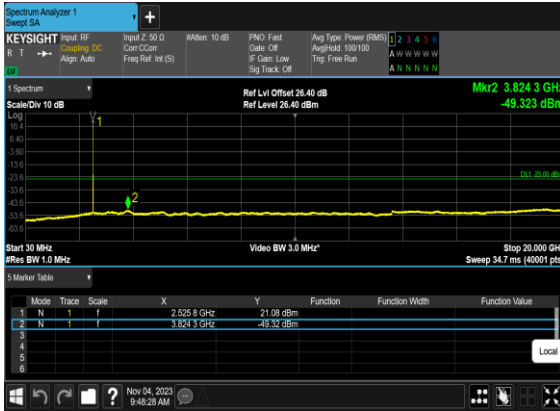 Spectrum Analyzer 1
Swept SA
+
KEYSIGHT Input: RF Input Z: 50 Ω #Atten: 10 dB PNO: Fast Avg Type: Power (RMS) 1 2 3 4 5 6
R T Coupling: DC Corr CCorr Gate: Off Avg|Hold: 100/100 A W W W W W
Align: Auto Freq Ref: Int (S) IF Gain: Low Trig: Free Run
Sig Track: Off A N N N N N
1 Spectrum Ref Lvl Offset 26.40 dB Mkr2 3.824 3 GHz
Scale/Div 10 dB Ref Level 26.40 dBm -49.323 dBm
Log
16.4
6.40
-3.60
-13.6
-23.6
-33.6
-43.6
-53.6
-63.6
1
2
DL1 -25.00 dBm
Start 30 MHz Video BW 3.0 MHz* Stop 20.000 GHz
#Res BW 1.0 MHz Sweep 34.7 ms (40001 pts)
5 Marker Table
Mode Trace Scale X Y Function Function Width Function Value
1 N 1 f 2.525 8 GHz 21.08 dBm
2 N 1 f 3.824 3 GHz -49.32 dBm
3
4
5
6
Local
? Nov 04, 2023
9:48:28 AM